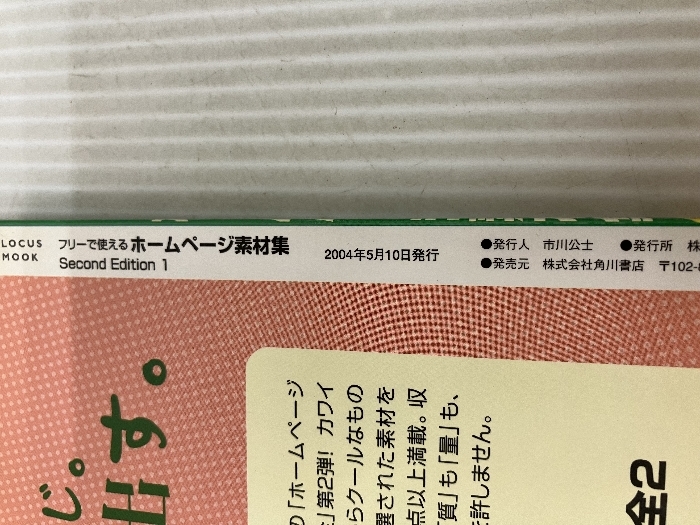 LOCUS
MOOK
フリーで使えるホームページ素材集
Second Edition 1
2004年5月10日発行
●発行人 市川公士 ●発行所 株
●発売元 株式会社角川書店 〒102-8
じ。
出す。
の「ホームページ
」第2弾! カワイ
らクールなもの
選された素材を
点以上満載。収
「質」も「量」も、
を許しません。
全2